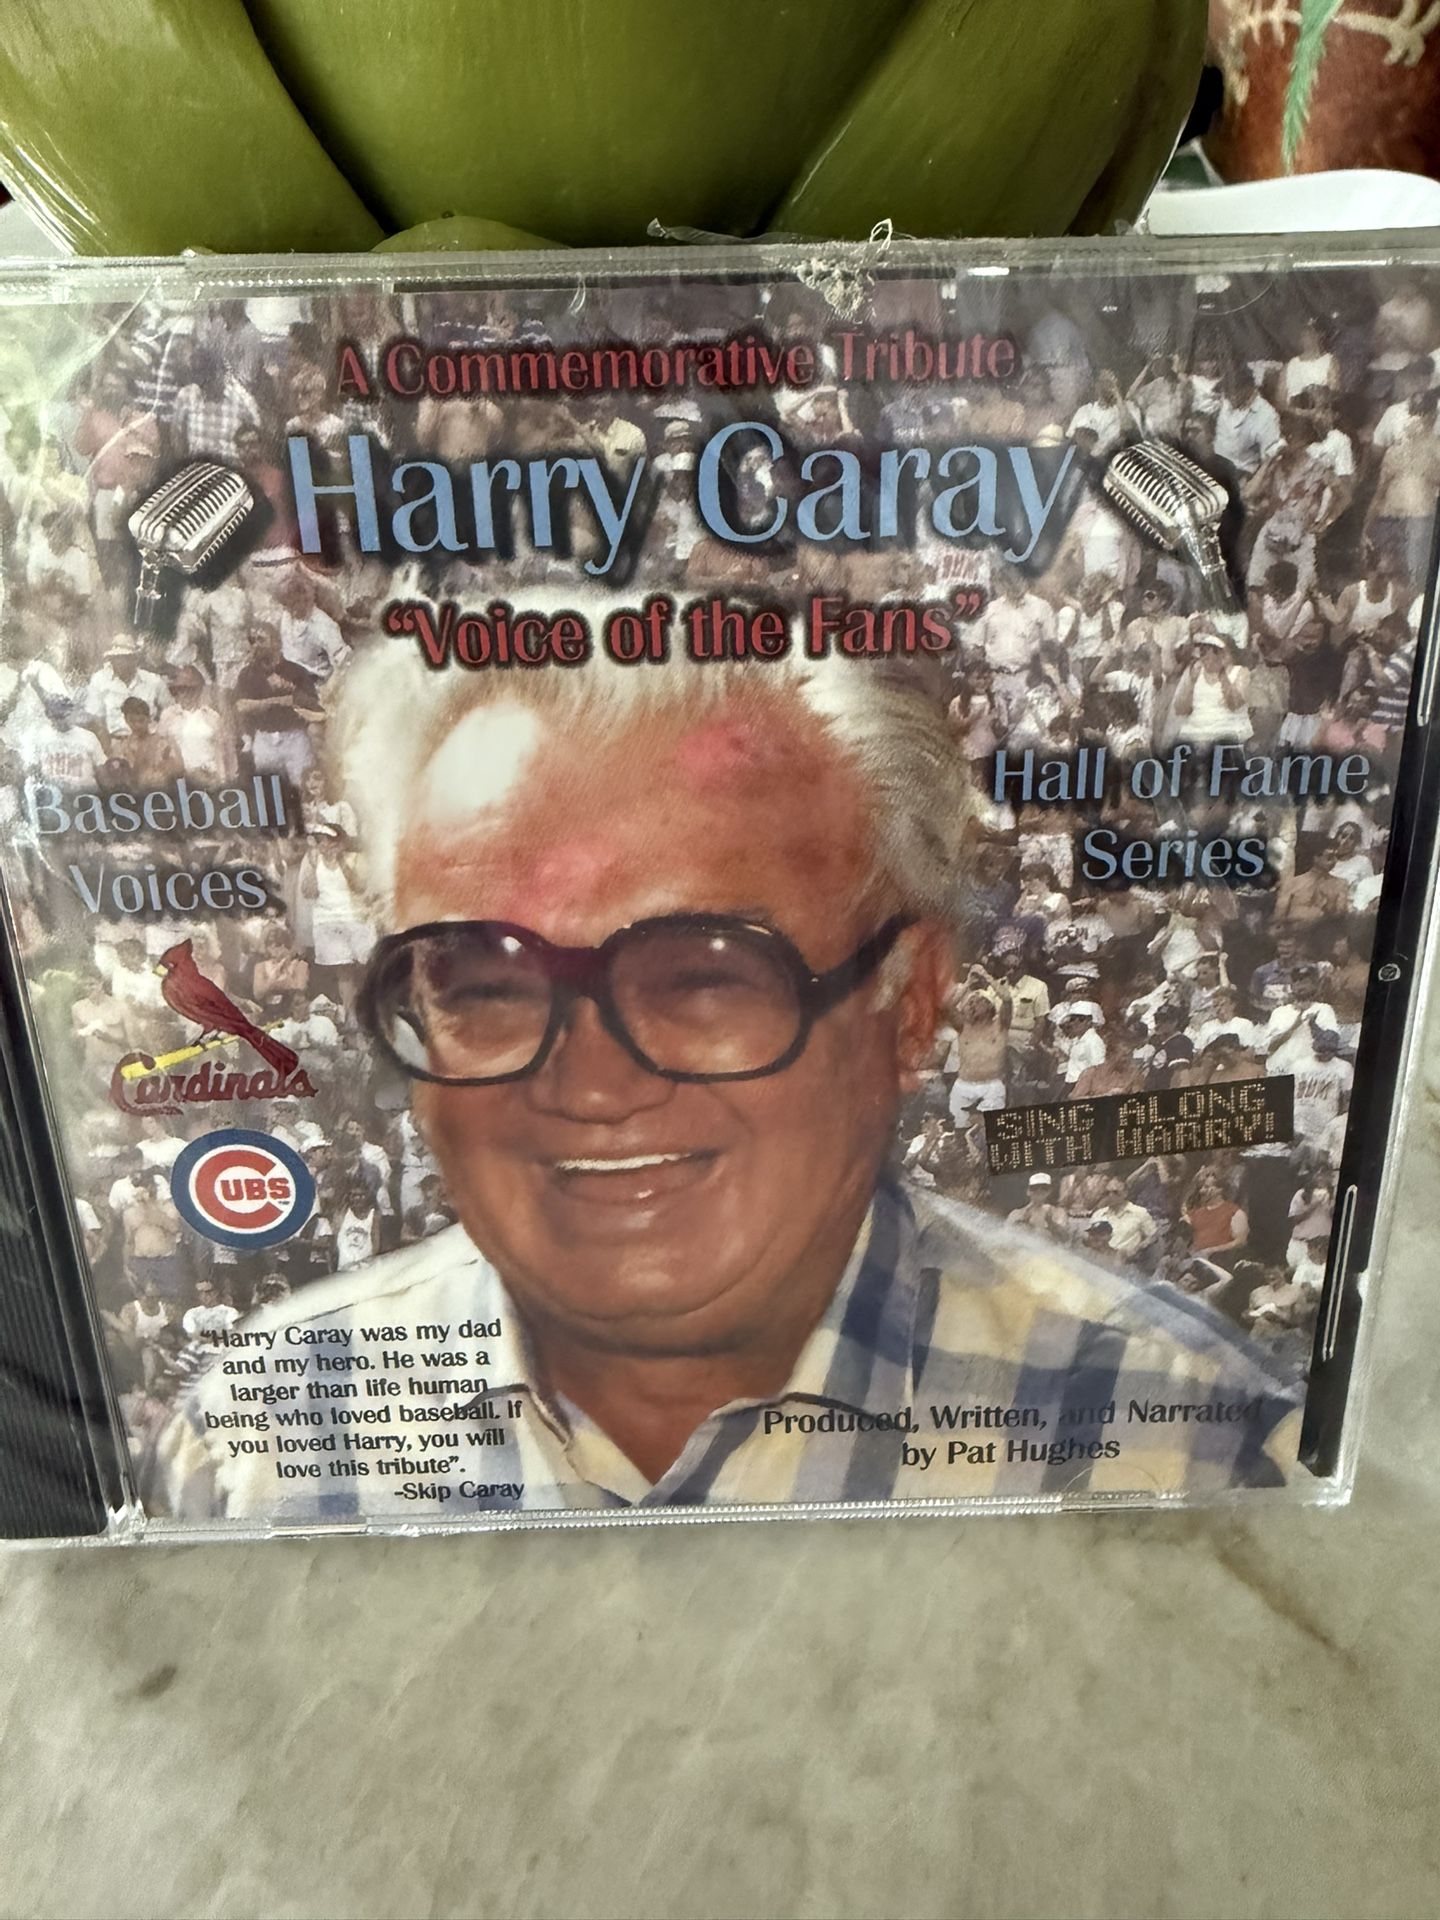 A Commemorative Tribute
Harry Caray
“Voice of the Fans”
Baseball
Voices
Hall of Fame
Series
Cardinals
CUBS
SING ALONG
WITH HARRY!
“Harry Caray was my dad
and my hero. He was a
larger than life human
being who loved baseball. If
you loved Harry, you will
love this tribute”.
-Skip Caray
Produced, Written, and Narrated
by Pat Hughes